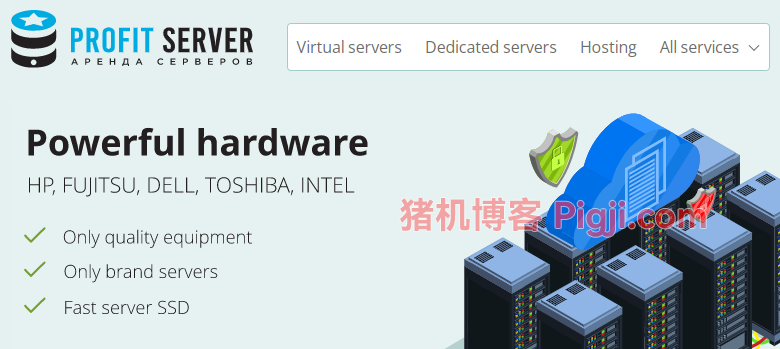 PROFIT SERVER
АРЕНДА СЕРВЕРОВ
Virtual servers Dedicated servers Hosting All services
Powerful hardware
HP, FUJITSU, DELL, TOSHIBA, INTEL
猪机博客 Pigji.com
Only quality equipment
Only brand servers
Fast server SSD